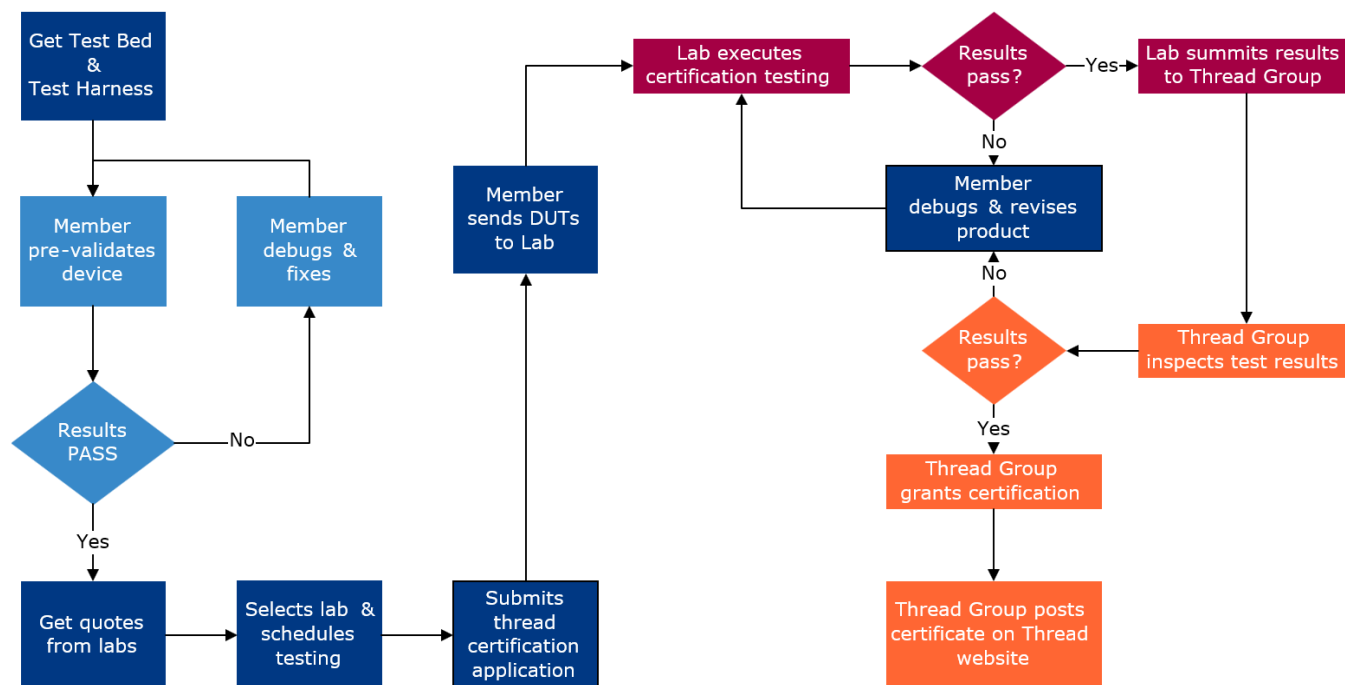 Get Test Bed
&
Test Harness
Member
pre-validates
device
Member
debugs &
fixes
Results
PASS
No
Yes
Get quotes
from labs
Selects lab &
schedules
testing
Submits
thread
certification
application
Member
sends DUTs
to Lab
Lab executes
certification testing
Results
pass?
Yes
Lab summits results
to Thread Group
No
Member
debugs & revises
product
No
Results
pass?
Thread Group
inspects test results
Yes
Thread Group
grants certification
Thread Group posts
certificate on Thread
website